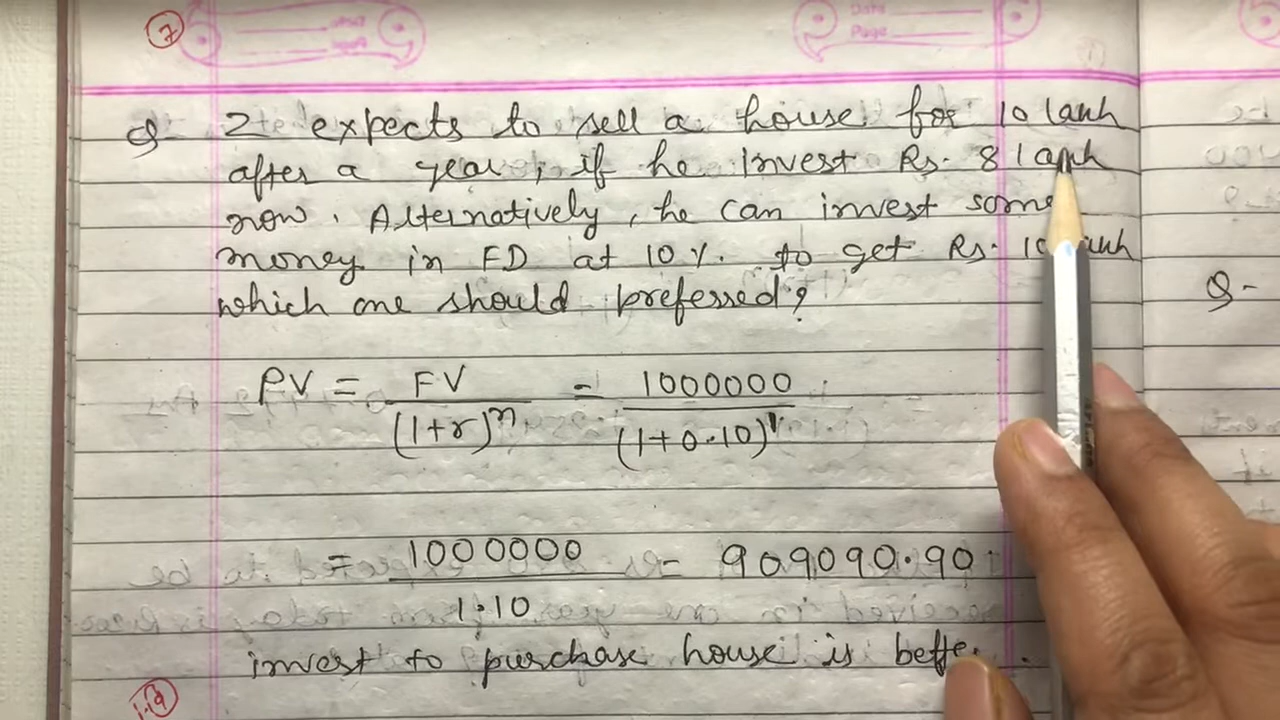 7
Date
Page
Q Z expects to sell a house for 10 lakh
after a year, if he invest Rs. 8 lakh
now. Alternatively, he can invest some
money in FD at 10%. to get Rs. 10
which one should preferred?
PV = FV/(1+r)^n = 1000000/(1+0.10)^1
= 1000000/1.10 = 909090.90
invest to purchase house is
Q-